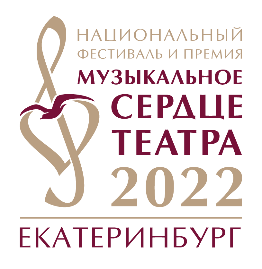 НАЦИОНАЛЬНЫЙ
ФЕСТИВАЛЬ И ПРЕМИЯ
МУЗЫКАЛЬНОЕ
СЕРДЦЕ
ТЕАТРА
2022
ЕКАТЕРИНБУРГ